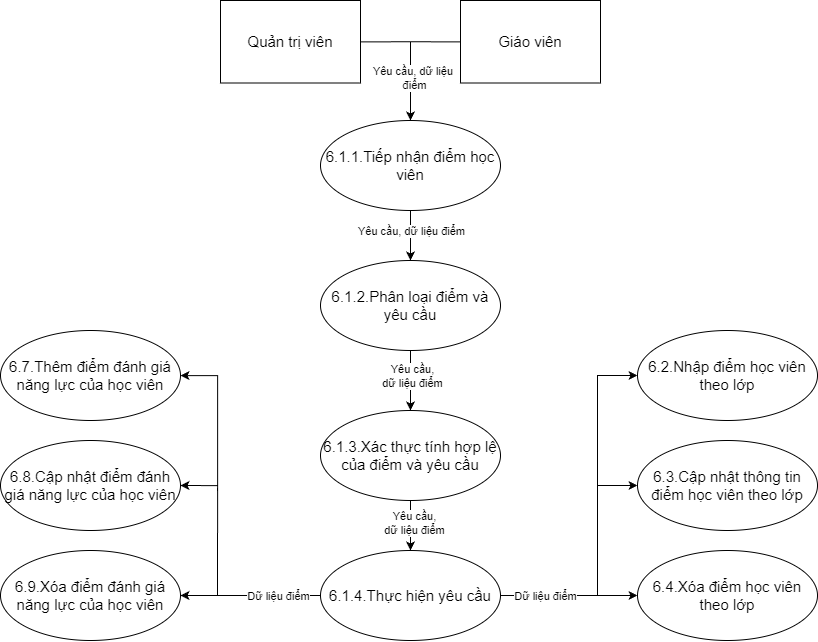 Quản trị viên
Giáo viên
Yêu cầu, dữ liệu
điểm
6.1.1.Tiếp nhận điểm học
viên
Yêu cầu, dữ liệu điểm
6.1.2.Phân loại điểm và
yêu cầu
6.7.Thêm điểm đánh giá
năng lực của học viên
Yêu cầu,
dữ liệu điểm
6.2.Nhập điểm học viên
theo lớp
6.8.Cập nhật điểm đánh
giá năng lực của học viên
6.1.3.Xác thực tính hợp lệ
của điểm và yêu cầu
6.3.Cập nhật thông tin
điểm học viên theo lớp
Yêu cầu,
dữ liệu điểm
6.9.Xóa điểm đánh giá
năng lực của học viên
Dữ liệu điểm
6.1.4.Thực hiện yêu cầu
Dữ liệu điểm
6.4.Xóa điểm học viên
theo lớp